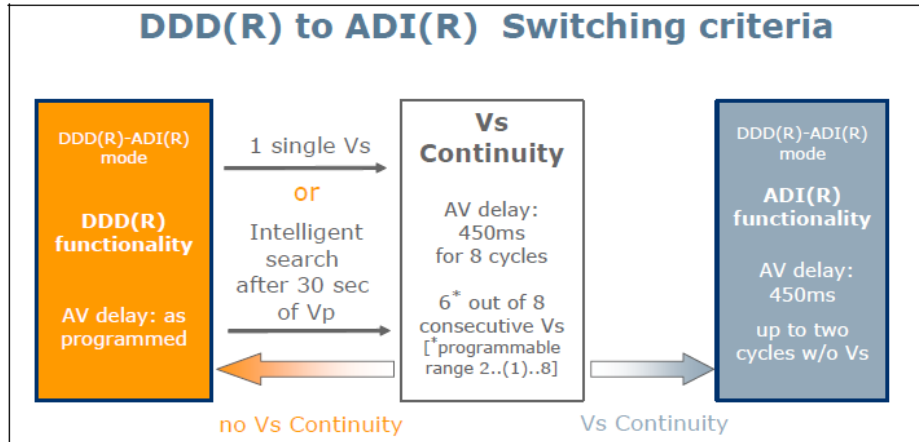 DDD(R) to ADI(R) Switching criteria
DDD(R)-ADI(R)
mode
DDD(R)
functionality
AV delay: as
programmed
1 single Vs
or
Intelligent
search
after 30 sec
of Vp
Vs
Continuity
AV delay:
450ms
for 8 cycles
6* out of 8
consecutive Vs
[*programmable
range 2..(1)..8]
DDD(R)-ADI(R)
mode
ADI(R)
functionality
AV delay:
450ms
up to two
cycles w/o Vs
no Vs Continuity
Vs Continuity